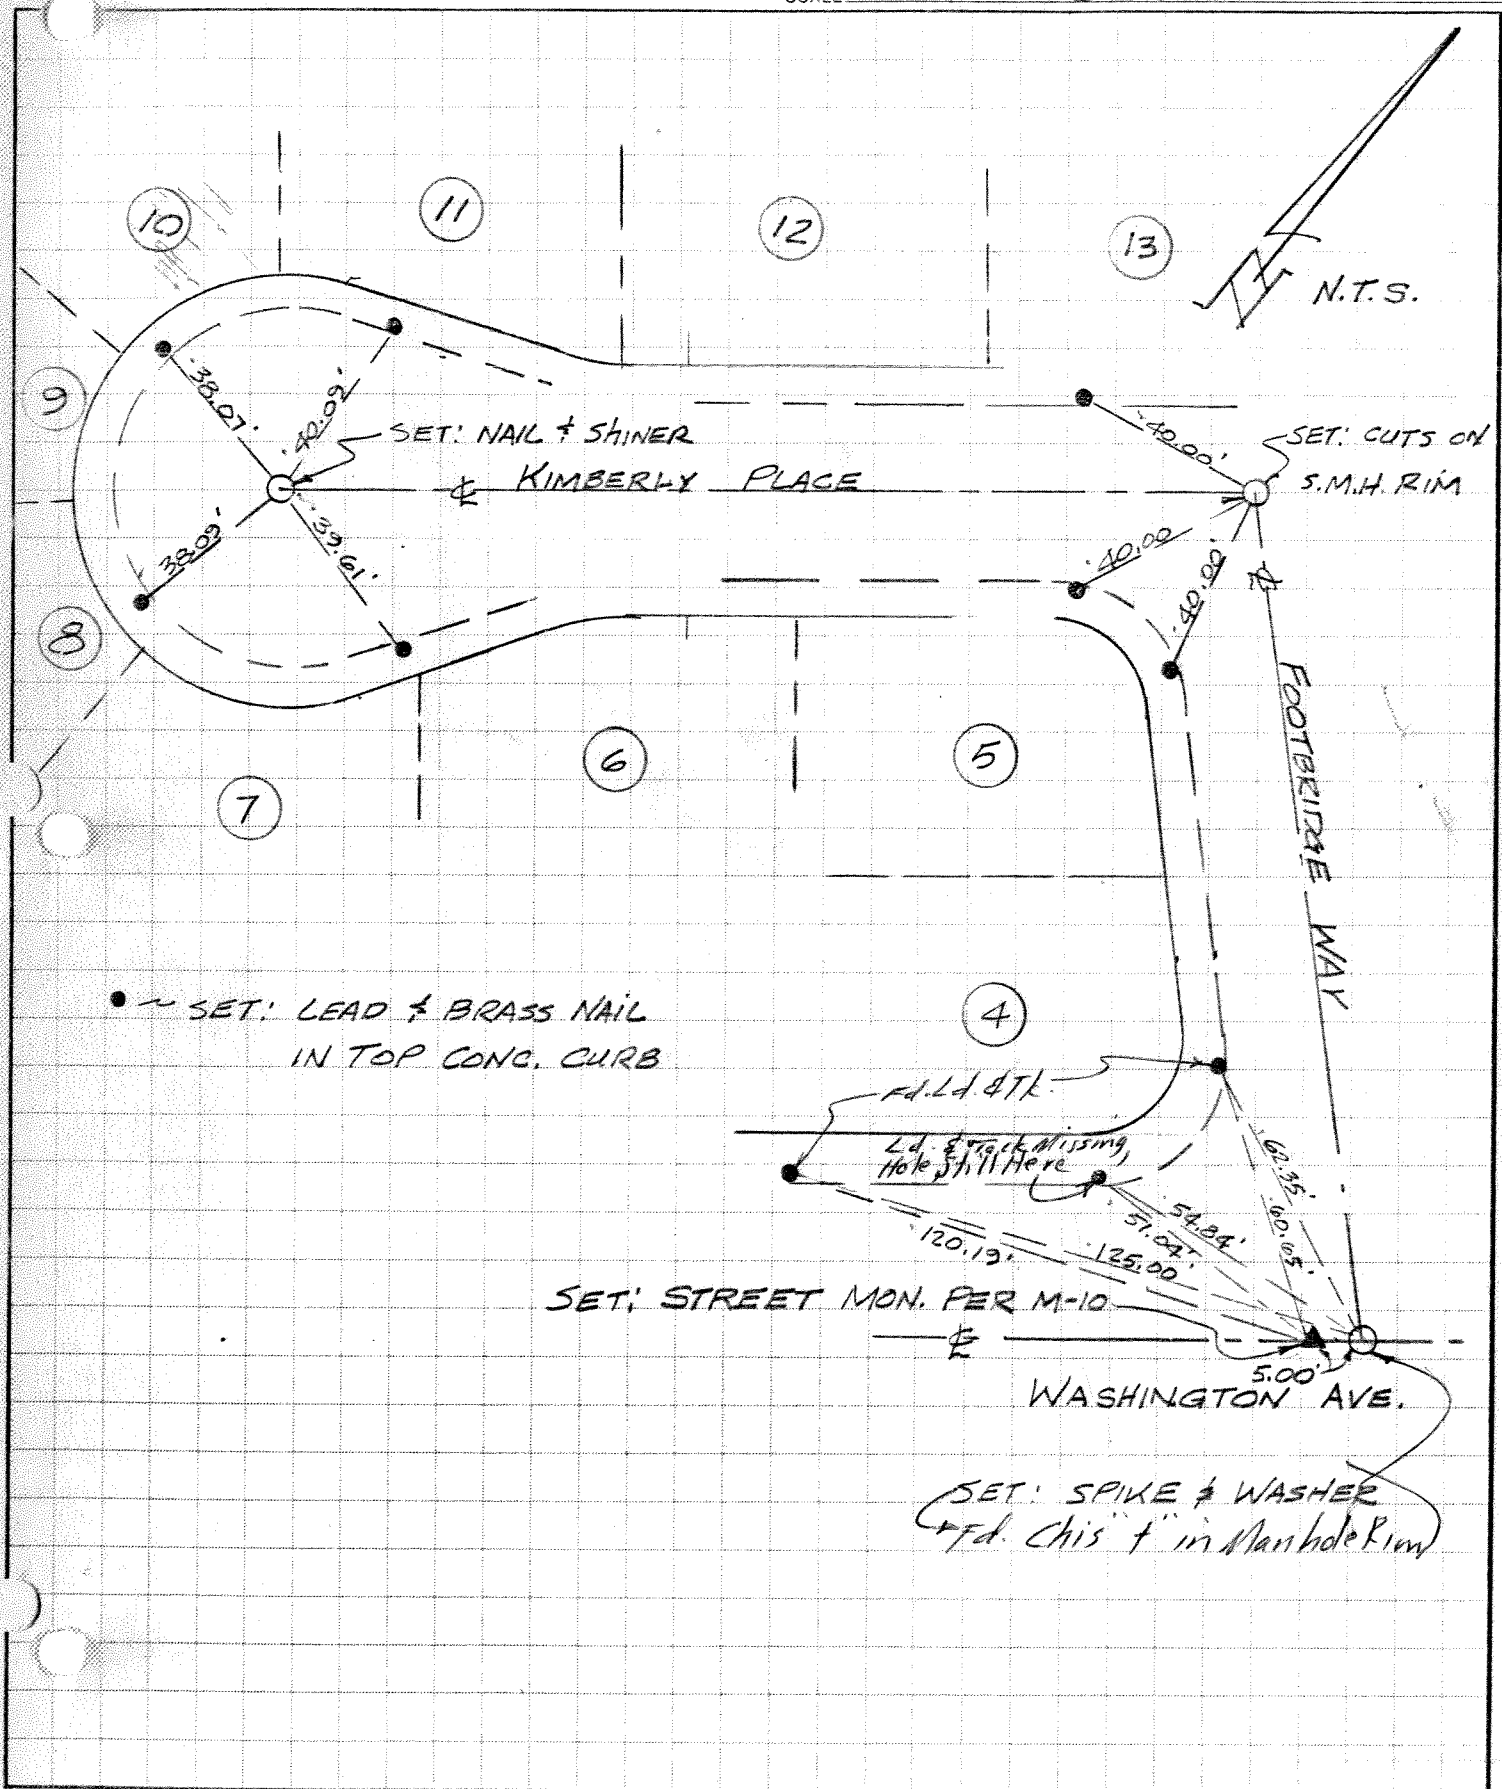 10
11
12
13
N.T.S.
9
38.07'
40.09'
40.00'
SET: NAIL & SHINER
SET: CUTS ON
S.M.H. RIM
℄ KIMBERLY PLACE
38.09'
39.61'
40.00
40.00'
℄
FOOTBRIDGE WAY
8
7
6
5
● ~ SET: LEAD & BRASS NAIL
IN TOP CONC. CURB
4
Fd. Ld. & Tk.
Ld. & Tack Missing,
Hole Still Here
62.35'
60.65'
54.84'
51.04'
120.19'
125.00
SET: STREET MON. PER M-10
℄
5.00'
WASHINGTON AVE.
SET: SPIKE & WASHER
Fd. Chis "+" in Manhole Rim